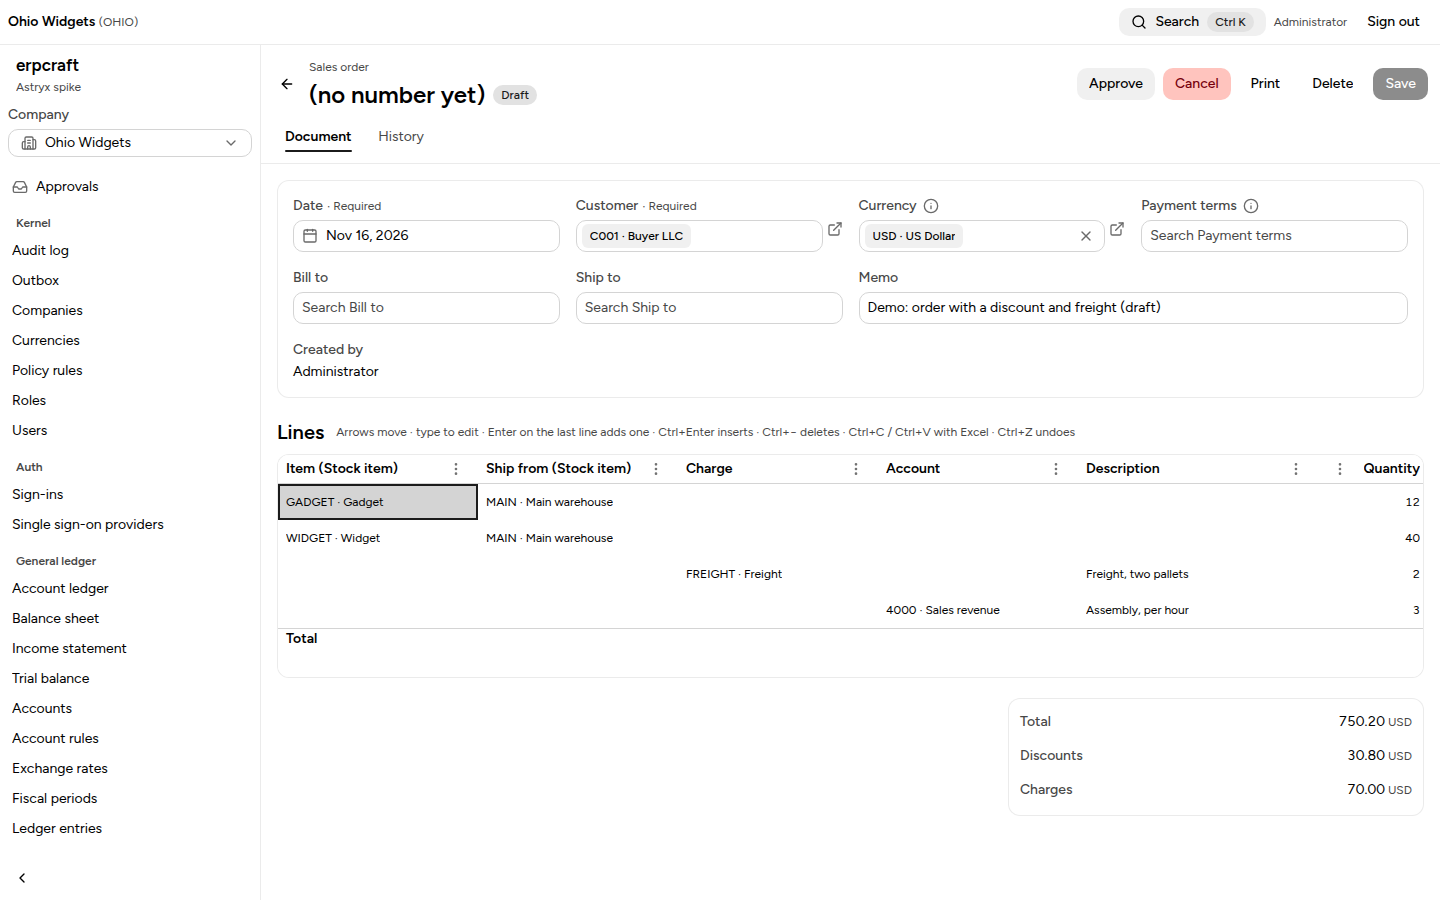 Ohio Widgets (OHIO)
Search Ctrl K Administrator Sign out
erpcraft
Astryx spike
Company
Ohio Widgets
Approvals
Kernel
Audit log
Outbox
Companies
Currencies
Policy rules
Roles
Users
Auth
Sign-ins
Single sign-on providers
General ledger
Account ledger
Balance sheet
Income statement
Trial balance
Accounts
Account rules
Exchange rates
Fiscal periods
Ledger entries
Sales order
(no number yet) Draft
Approve Cancel Print Delete Save
Document History
Date · Required Customer · Required Currency Payment terms
Nov 16, 2026 C001 · Buyer LLC USD · US Dollar Search Payment terms
Bill to Ship to Memo
Search Bill to Search Ship to Demo: order with a discount and freight (draft)
Created by
Administrator
Lines Arrows move · type to edit · Enter on the last line adds one · Ctrl+Enter inserts · Ctrl+− deletes · Ctrl+C / Ctrl+V with Excel · Ctrl+Z undoes
Item (Stock item) Ship from (Stock item) Charge Account Description Quantity
GADGET · Gadget MAIN · Main warehouse 12
WIDGET · Widget MAIN · Main warehouse 40
FREIGHT · Freight Freight, two pallets 2
4000 · Sales revenue Assembly, per hour 3
Total
Total 750.20 USD
Discounts 30.80 USD
Charges 70.00 USD